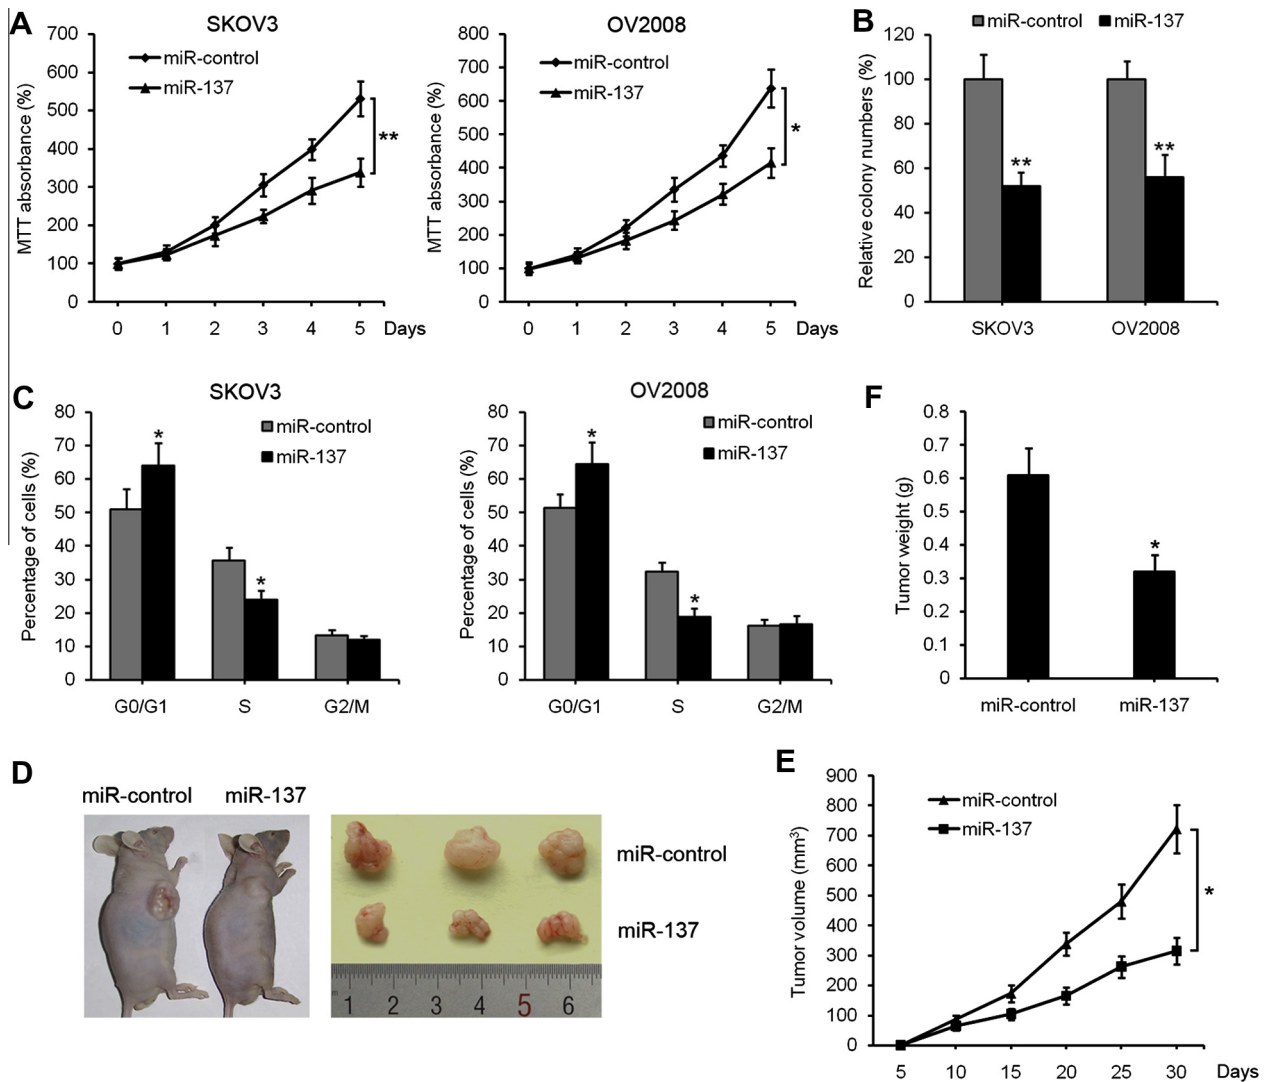 A
SKOV3
MTT absorbance (%)
700
600
500
400
300
200
100
0
miR-control
miR-137
**
0 1 2 3 4 5 Days
OV2008
MTT absorbance (%)
800
700
600
500
400
300
200
100
0
miR-control
miR-137
*
0 1 2 3 4 5 Days
B
miR-control miR-137
Relative colony numbers (%)
120
100
80
60
40
20
0
** **
SKOV3 OV2008
C
SKOV3
Percentage of cells (%)
80
70
60
50
40
30
20
10
0
miR-control
miR-137
*
*
G0/G1 S G2/M
OV2008
Percentage of cells (%)
80
70
60
50
40
30
20
10
0
miR-control
miR-137
*
*
G0/G1 S G2/M
F
Tumor weight (g)
0.8
0.7
0.6
0.5
0.4
0.3
0.2
0.1
0
*
miR-control miR-137
D
miR-control miR-137
miR-control
miR-137
1 2 3 4 5 6
E
Tumor volume (mm³)
900
800
700
600
500
400
300
200
100
0
miR-control
miR-137
*
5 10 15 20 25 30 Days